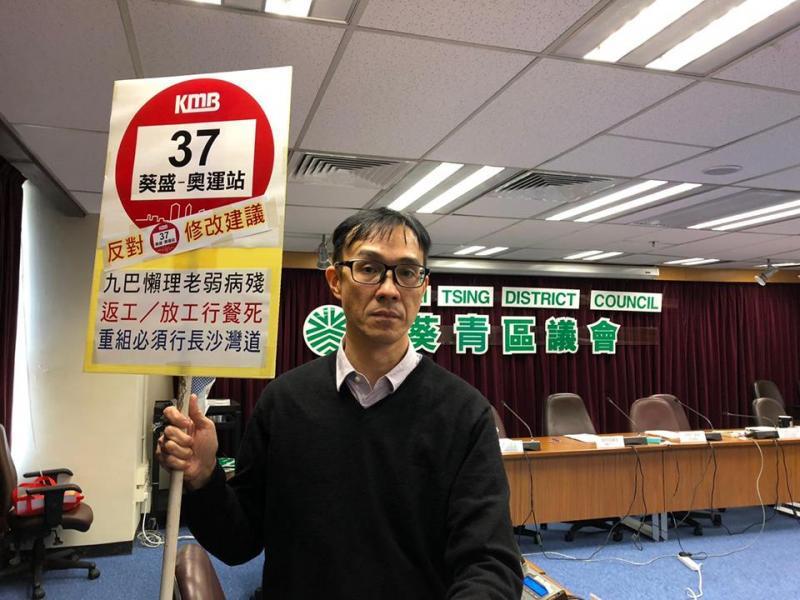 KMB
37
葵盛-奧運站
反對 37 修改建議
九巴懶理老弱病殘
返工／放工行餐死
重組必須行長沙灣道
TSING DISTRICT COUNCIL
葵青區議會